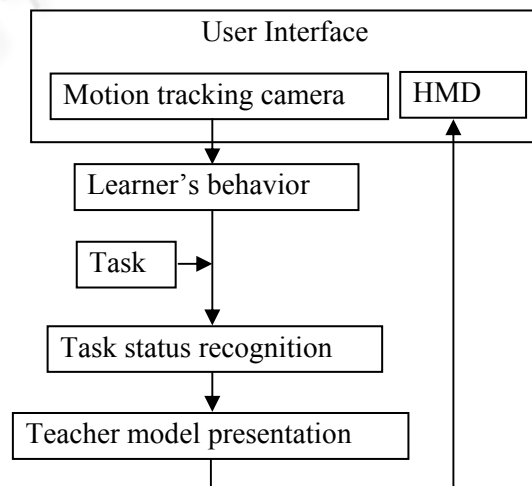 User Interface
Motion tracking camera
HMD
Learner’s behavior
Task
Task status recognition
Teacher model presentation